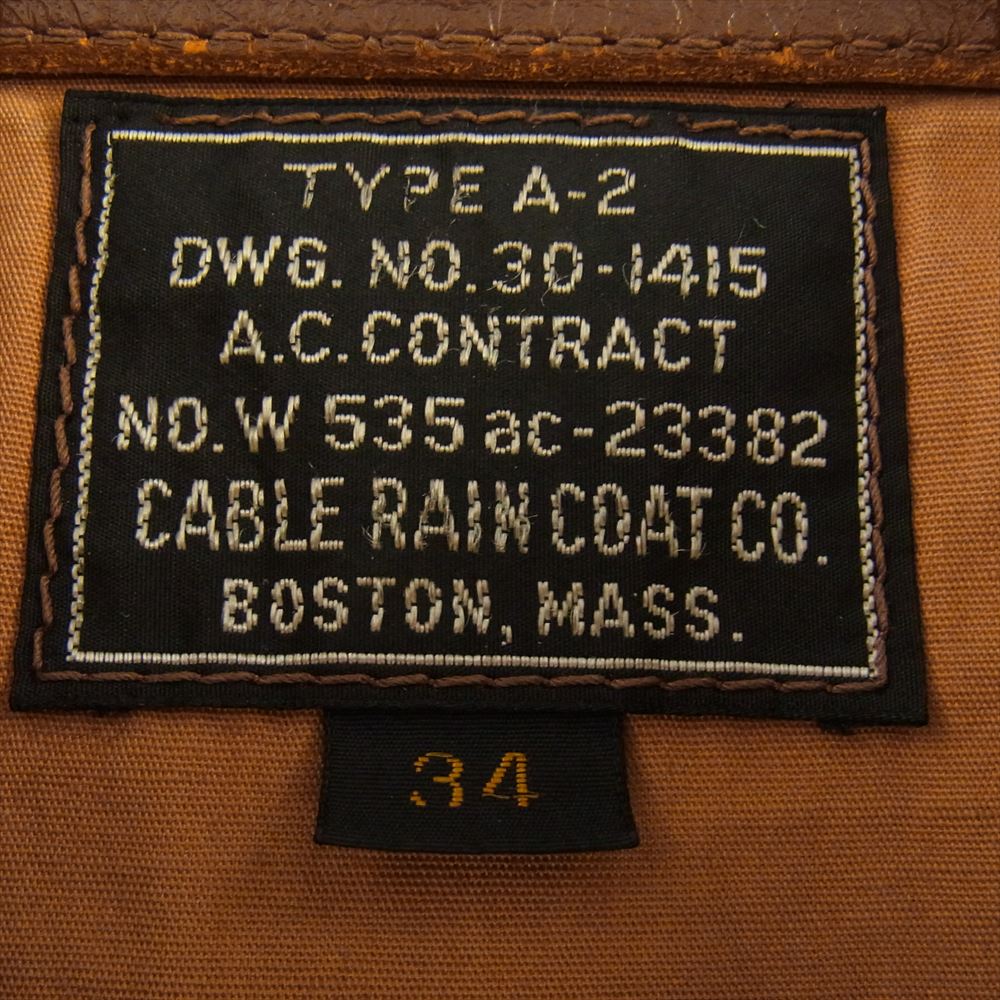 TYPE A-2
DWG. NO. 30-1415
A.C. CONTRACT
NO. W 535 ac-23382
CABLE RAIN COAT CO.
BOSTON, MASS.
34